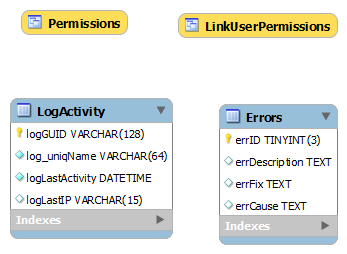 Permissions
LinkUserPermissions
LogActivity
logGUID VARCHAR(128)
log_uniqName VARCHAR(64)
logLastActivity DATETIME
logLastIP VARCHAR(15)
Indexes
Errors
errID TINYINT(3)
errDescription TEXT
errFix TEXT
errCause TEXT
Indexes